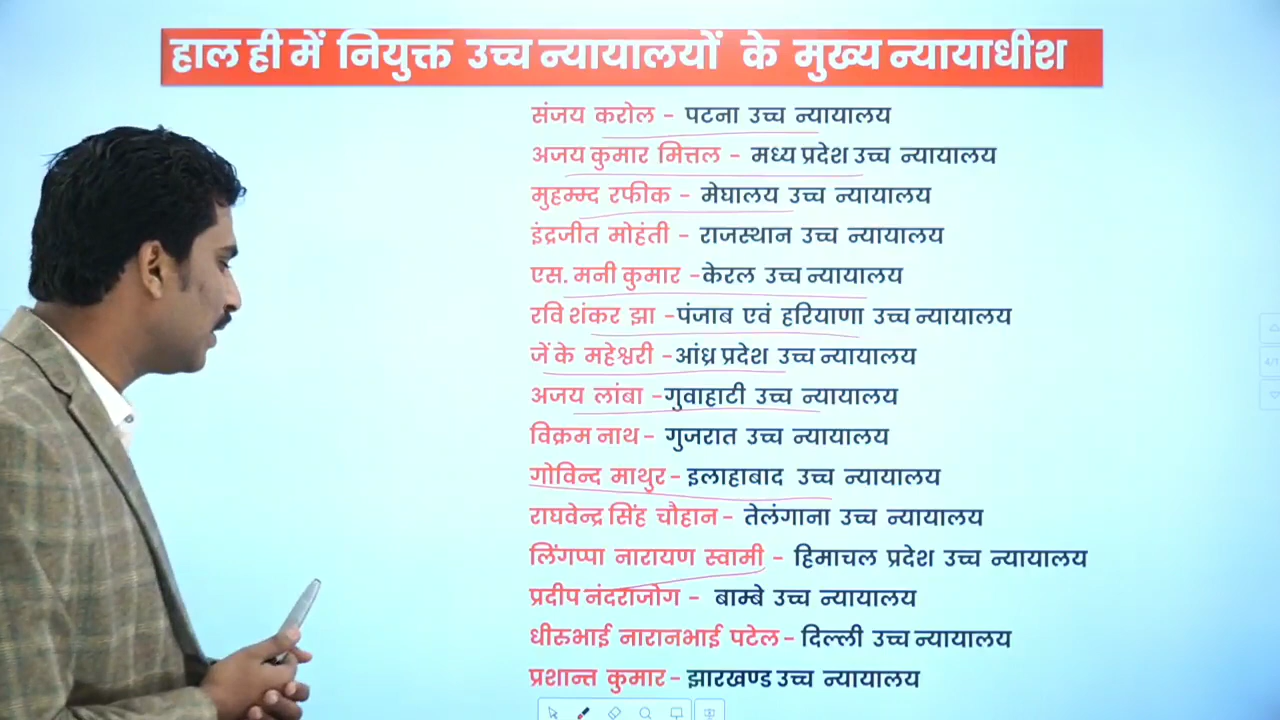 हाल ही में नियुक्त उच्च न्यायालयों के मुख्य न्यायाधीश
संजय करोल - पटना उच्च न्यायालय
अजय कुमार मित्तल - मध्य प्रदेश उच्च न्यायालय
मुहम्म्द रफीक - मेघालय उच्च न्यायालय
इंद्रजीत मोहंती - राजस्थान उच्च न्यायालय
एस. मनी कुमार -केरल उच्च न्यायालय
रवि शंकर झा -पंजाब एवं हरियाणा उच्च न्यायालय
जें के महेश्वरी -आंध्र प्रदेश उच्च न्यायालय
अजय लांबा -गुवाहाटी उच्च न्यायालय
विक्रम नाथ - गुजरात उच्च न्यायालय
गोविन्द माथुर - इलाहाबाद उच्च न्यायालय
राघवेन्द्र सिंह चौहान - तेलंगाना उच्च न्यायालय
लिंगप्पा नारायण स्वामी - हिमाचल प्रदेश उच्च न्यायालय
प्रदीप नंदराजोग - बाम्बे उच्च न्यायालय
धीरुभाई नारानभाई पटेल - दिल्ली उच्च न्यायालय
प्रशान्त कुमार - झारखण्ड उच्च न्यायालय